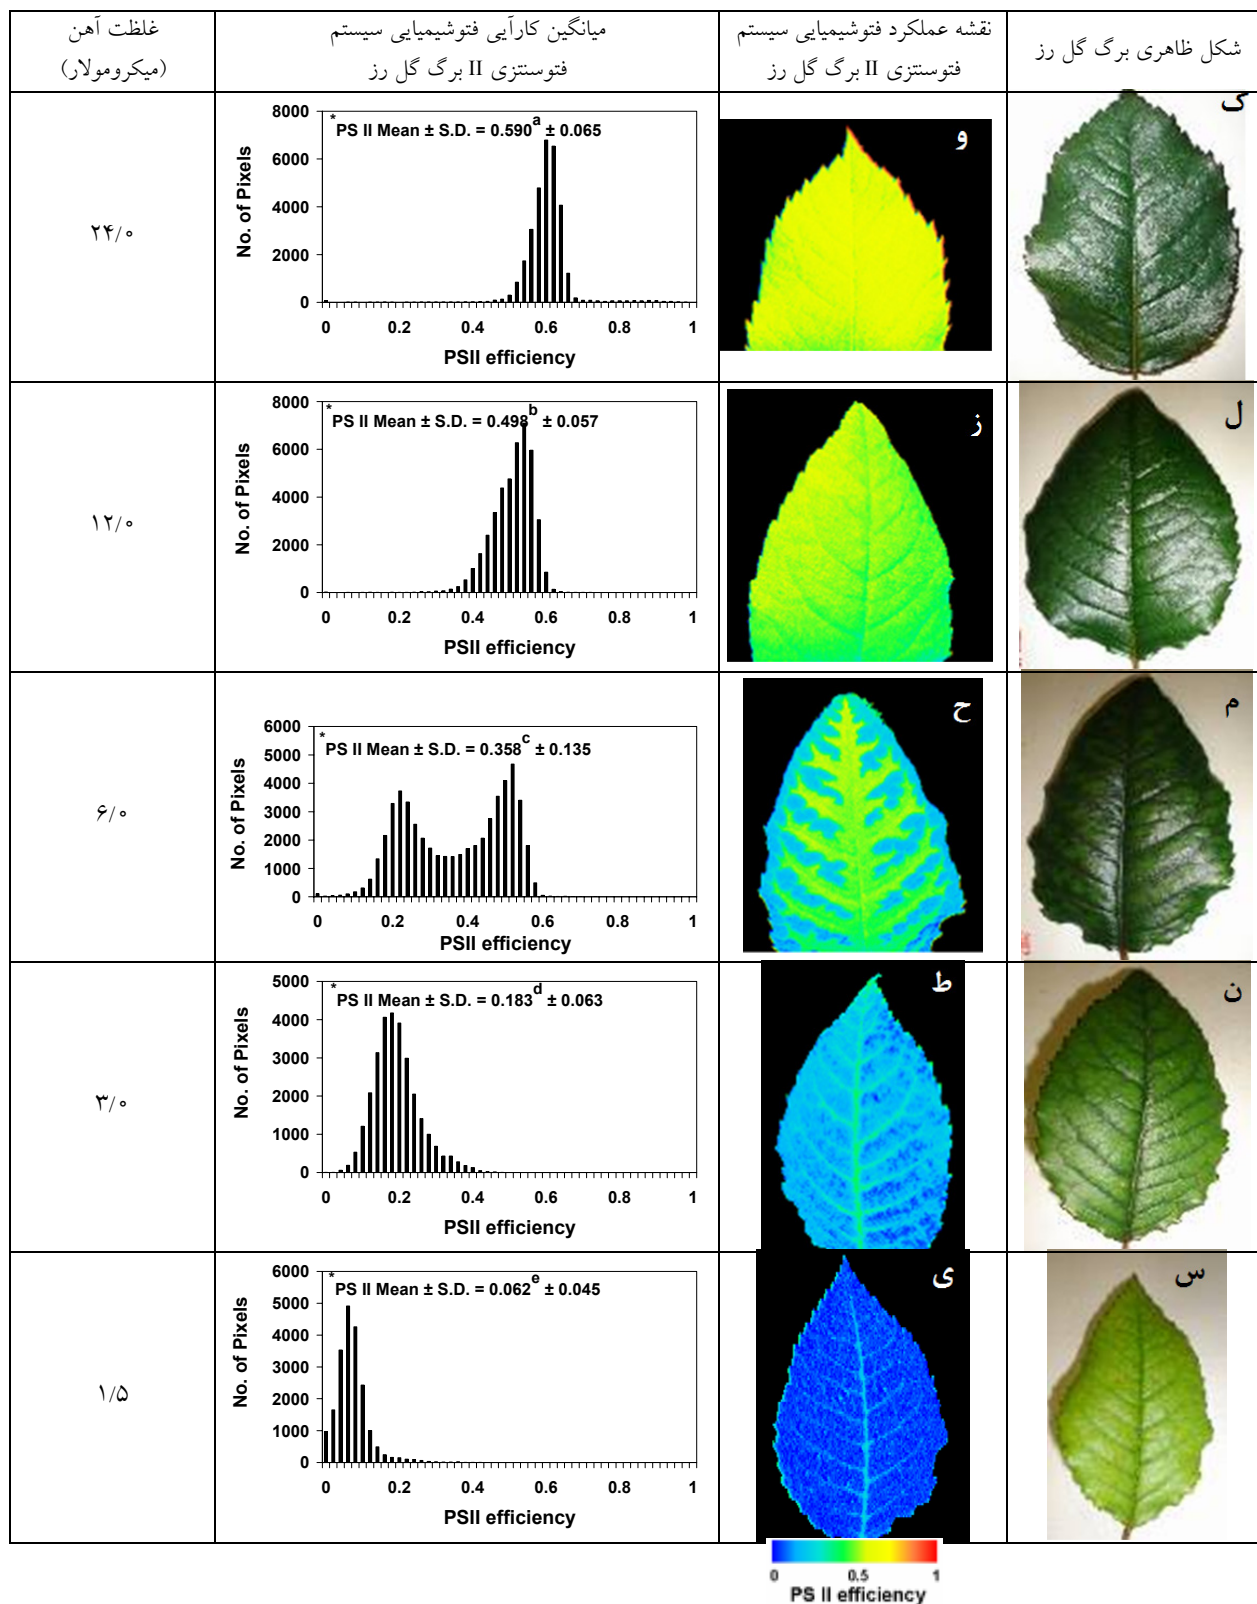 شکل ظاهری برگ گل رز
نقشه عملکرد فتوشیمیایی سیستم
فتوسنتزی II برگ گل رز
میانگین کارآیی فتوشیمیایی سیستم
فتوسنتزی II برگ گل رز
غلظت آهن
(میکرومولار)
ک
و
8000
6000
4000
2000
0
No. of Pixels
*PS II Mean ± S.D. = 0.590a ± 0.065
0 0.2 0.4 0.6 0.8 1
PSII efficiency
۲۴/۰
ل
ز
8000
6000
4000
2000
0
No. of Pixels
*PS II Mean ± S.D. = 0.498b ± 0.057
0 0.2 0.4 0.6 0.8 1
PSII efficiency
۱۲/۰
م
ح
6000
5000
4000
3000
2000
1000
0
No. of Pixels
*PS II Mean ± S.D. = 0.358c ± 0.135
0 0.2 0.4 0.6 0.8 1
PSII efficiency
۶/۰
ن
ط
5000
4000
3000
2000
1000
0
No. of Pixels
*PS II Mean ± S.D. = 0.183d ± 0.063
0 0.2 0.4 0.6 0.8 1
PSII efficiency
۳/۰
س
ی
6000
5000
4000
3000
2000
1000
0
No. of Pixels
*PS II Mean ± S.D. = 0.062e ± 0.045
0 0.2 0.4 0.6 0.8 1
PSII efficiency
۱/۵
0 0.5 1
PS II efficiency